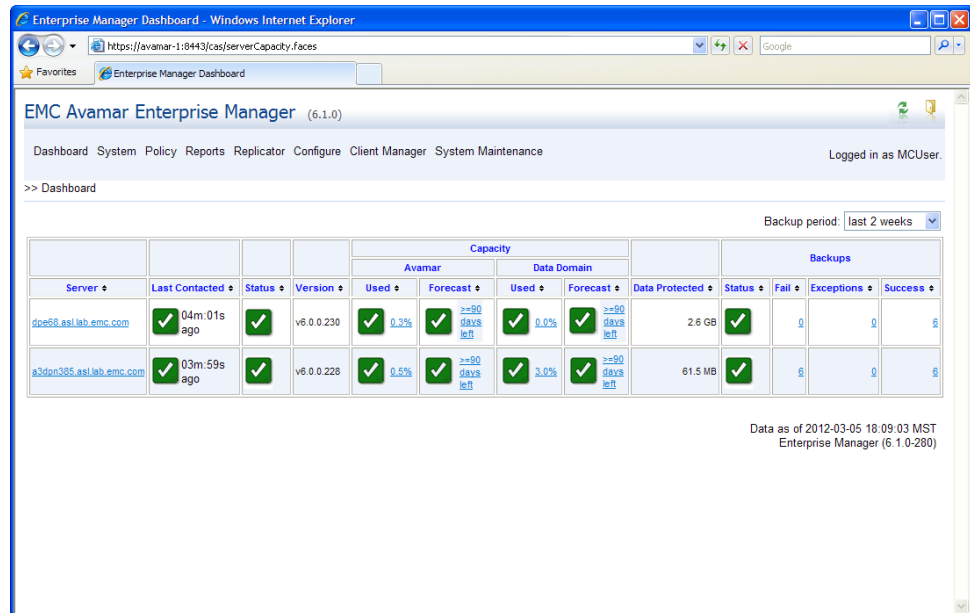 Enterprise Manager Dashboard - Windows Internet Explorer
https://avamar-1:8443/cas/serverCapacity.faces
Google
Favorites
Enterprise Manager Dashboard
EMC Avamar Enterprise Manager (6.1.0)
Dashboard System Policy Reports Replicator Configure Client Manager System Maintenance
Logged in as MCUser.
>> Dashboard
Backup period: last 2 weeks
Capacity
Backups
Avamar Data Domain
Server Last Contacted Status Version Used Forecast Used Forecast Data Protected Status Fail Exceptions Success
dpe68.asl.lab.emc.com 04m:01s ago v6.0.0.230 0.3% >=90 days left 0.0% >=90 days left 2.6 GB 0 0 6
a3dpn385.asl.lab.emc.com 03m:59s ago v6.0.0.228 0.5% >=90 days left 3.0% >=90 days left 61.5 MB 6 0 6
Data as of 2012-03-05 18:09:03 MST
Enterprise Manager (6.1.0-280)